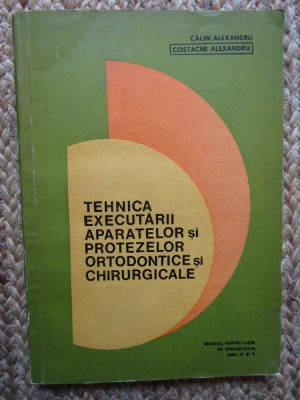 CĂLIN ALEXANDRU
COSTACHE ALEXANDRU
TEHNICA
EXECUTĂRII
APARATELOR și
PROTEZELOR
ORTODONTICE și
CHIRURGICALE
MANUAL PENTRU LICEE
DE SPECIALITATE
ANII IV ȘI V